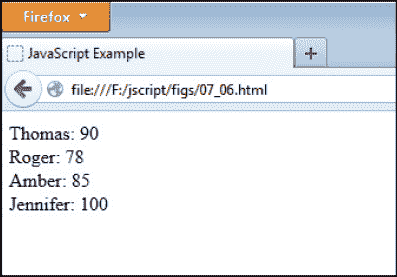 Firefox
JavaScript Example
file:///F:/jscript/figs/07_06.html
Thomas: 90
Roger: 78
Amber: 85
Jennifer: 100